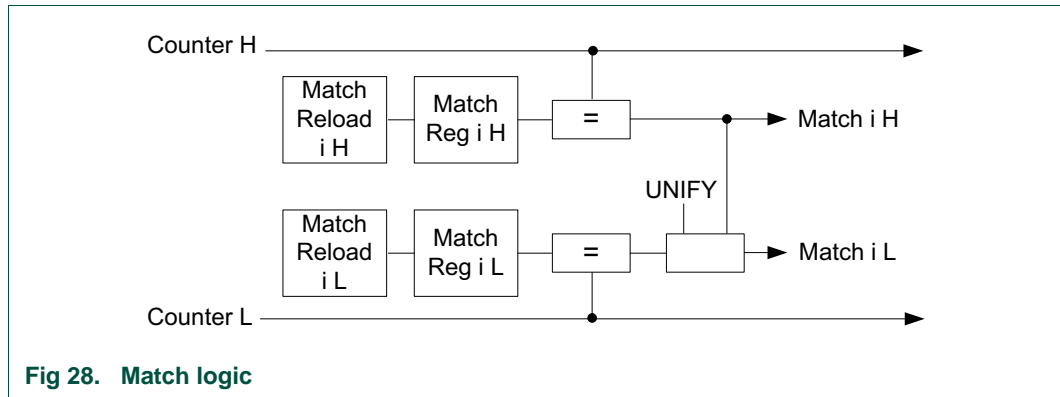 Counter H
Match
Reload
i H
Match
Reg i H
=
Match i H
UNIFY
Match
Reload
i L
Match
Reg i L
=
Match i L
Counter L
Fig 28. Match logic